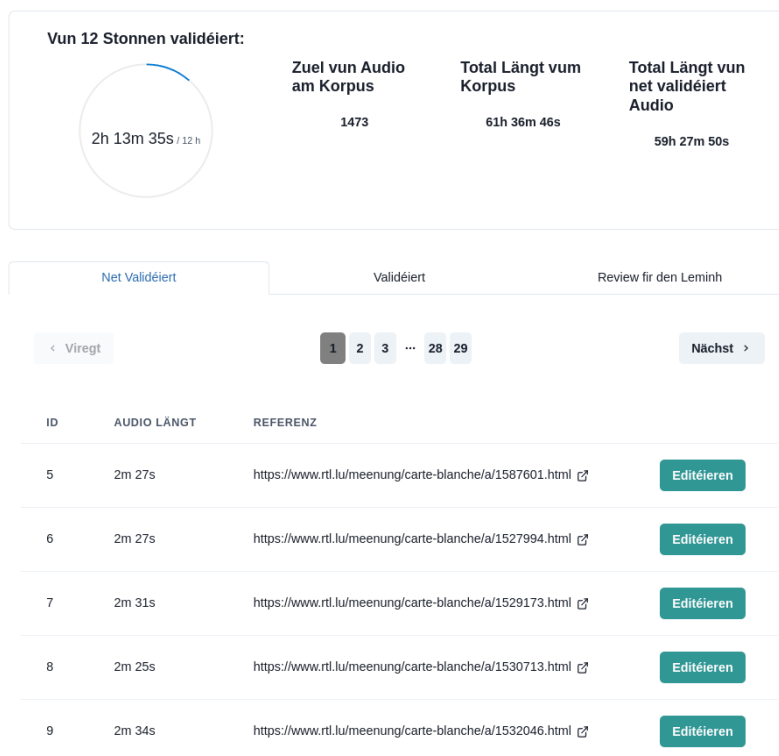 Vun 12 Stonnen validéiert:
2h 13m 35s / 12 h
Zuel vun Audio
am Korpus
1473
Total Längt vum
Korpus
61h 36m 46s
Total Längt vun
net validéiert
Audio
59h 27m 50s
Net Validéiert
Validéiert
Review fir den Leminh
Viregt
1 2 3 ... 28 29
Nächst
ID AUDIO LÄNGT REFERENZ
5 2m 27s https://www.rtl.lu/meenung/carte-blanche/a/1587601.html Editéieren
6 2m 27s https://www.rtl.lu/meenung/carte-blanche/a/1527994.html Editéieren
7 2m 31s https://www.rtl.lu/meenung/carte-blanche/a/1529173.html Editéieren
8 2m 25s https://www.rtl.lu/meenung/carte-blanche/a/1530713.html Editéieren
9 2m 34s https://www.rtl.lu/meenung/carte-blanche/a/1532046.html Editéieren